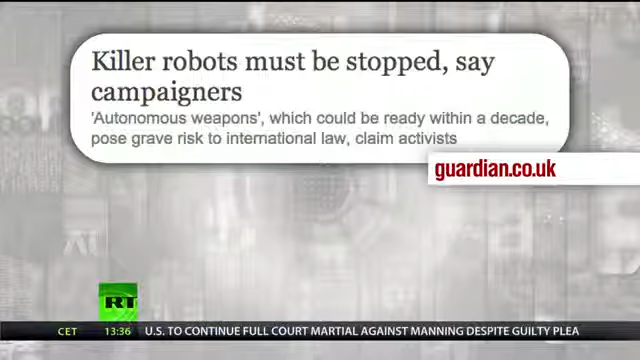 Killer robots must be stopped, say
campaigners
'Autonomous weapons', which could be ready within a decade,
pose grave risk to international law, claim activists
guardian.co.uk
RT
CET 13:36 U.S. TO CONTINUE FULL COURT MARTIAL AGAINST MANNING DESPITE GUILTY PLEA